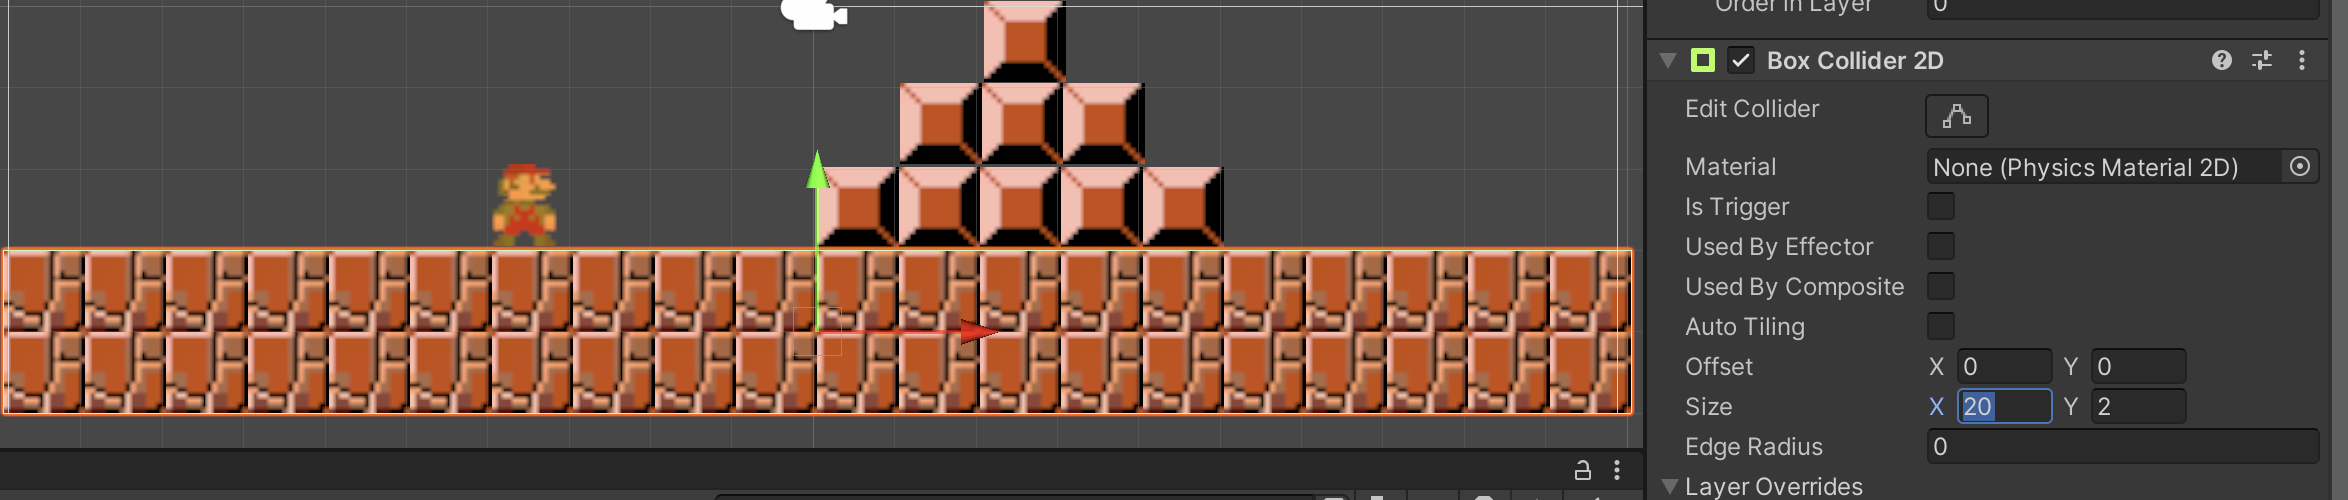 Order in Layer 0
Box Collider 2D
Edit Collider
Material None (Physics Material 2D)
Is Trigger
Used By Effector
Used By Composite
Auto Tiling
Offset X 0 Y 0
Size X 20 Y 2
Edge Radius 0
Layer Overrides